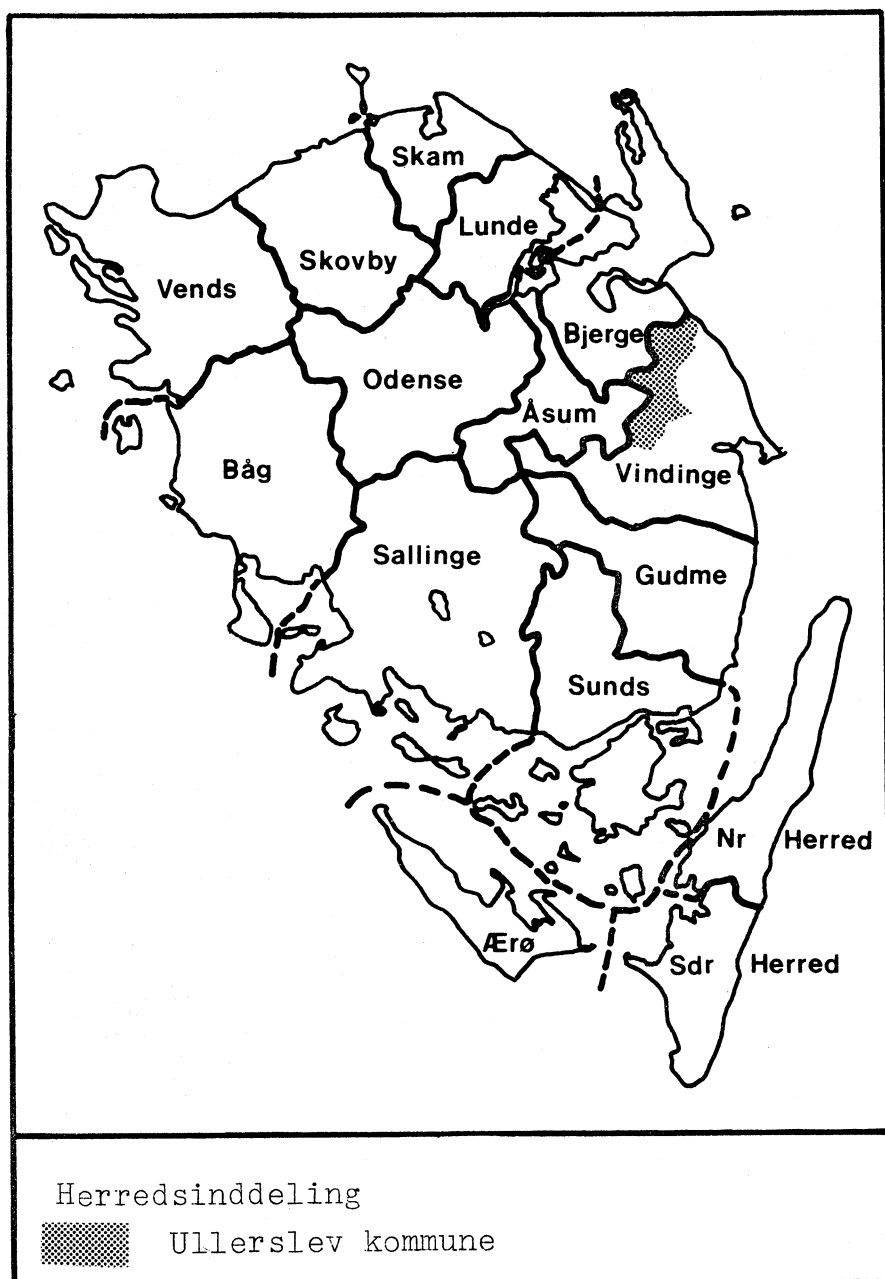 Skam
Lunde
Skovby
Vends
Bjerge
Odense
Åsum
Båg
Vindinge
Sallinge
Gudme
Sunds
Nr Herred
Ærø
Sdr Herred
Herredsinddeling
Ullerslev kommune